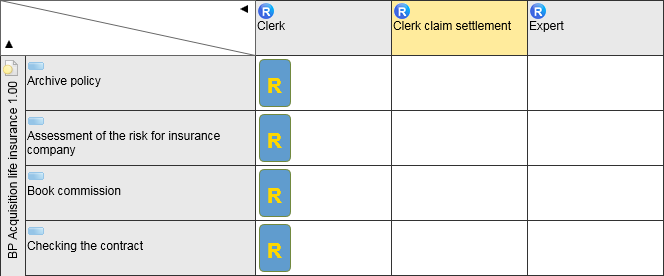 R
R
R
Clerk
Clerk claim settlement
Expert
BP Acquisition life insurance 1.00
Archive policy
R
Assessment of the risk for insurance
company
R
Book commission
R
Checking the contract
R